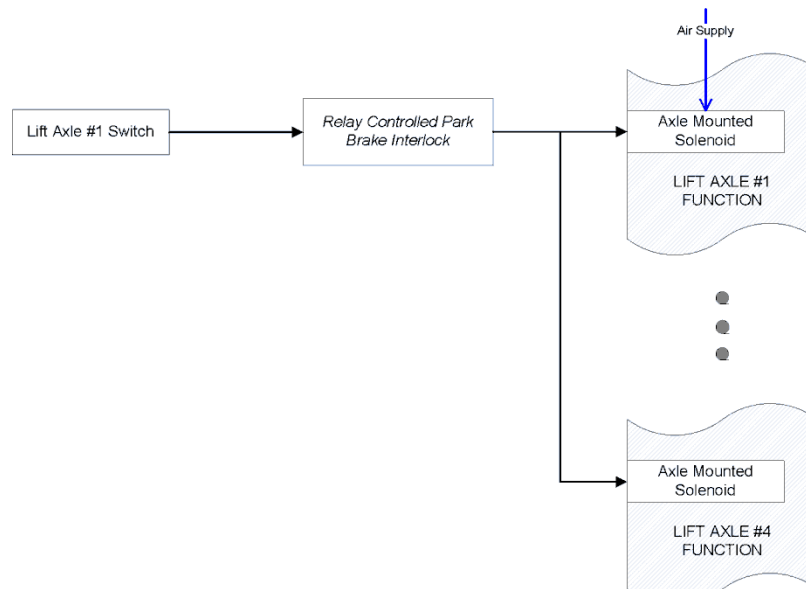 Air Supply
Lift Axle #1 Switch
Relay Controlled Park
Brake Interlock
Axle Mounted
Solenoid
LIFT AXLE #1
FUNCTION
Axle Mounted
Solenoid
LIFT AXLE #4
FUNCTION